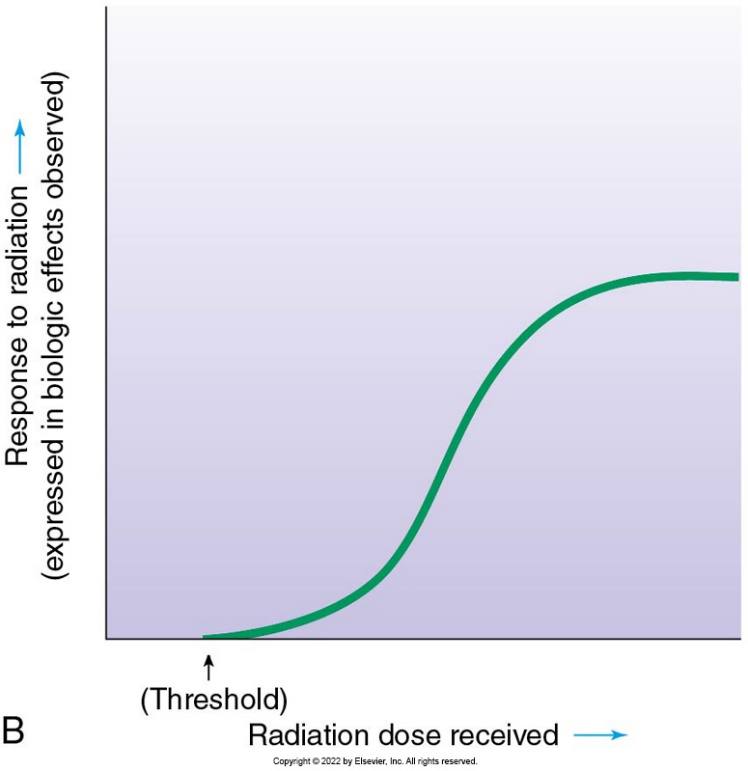 Response to radiation
(expressed in biologic effects observed)
(Threshold)
B
Radiation dose received
Copyright © 2022 by Elsevier, Inc. All rights reserved.